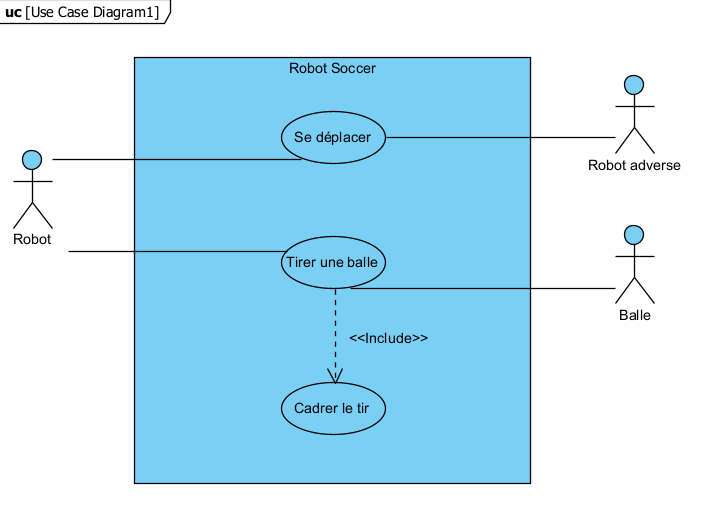 uc [Use Case Diagram1]
Robot Soccer
Se déplacer
Robot adverse
Robot
Tirer une balle
Balle
<<Include>>
Cadrer le tir